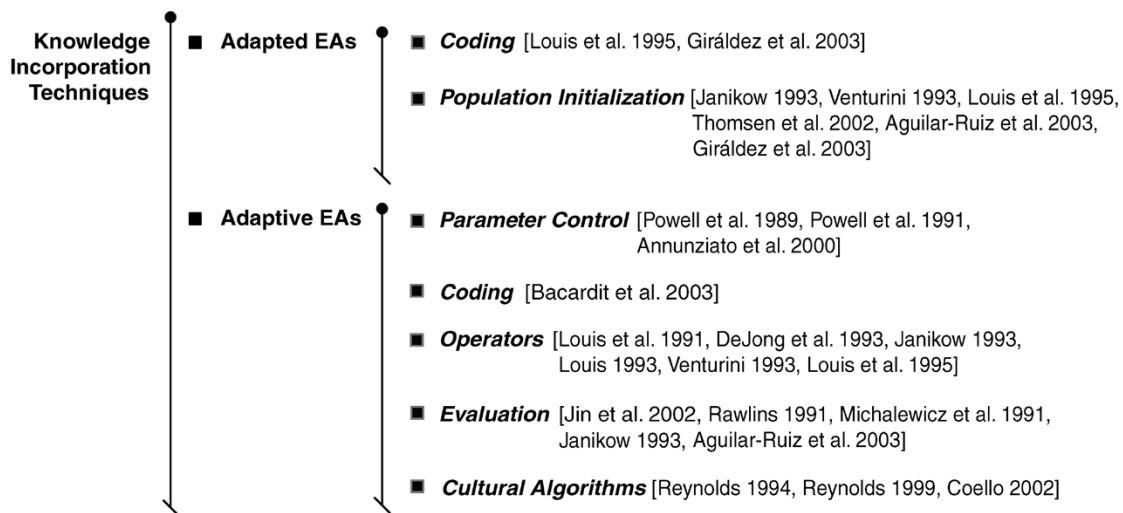 Knowledge
Incorporation
Techniques
Adapted EAs
Coding [Louis et al. 1995, Giráldez et al. 2003]
Population Initialization [Janikow 1993, Venturini 1993, Louis et al. 1995,
Thomsen et al. 2002, Aguilar-Ruiz et al. 2003,
Giráldez et al. 2003]
Adaptive EAs
Parameter Control [Powell et al. 1989, Powell et al. 1991,
Annunziato et al. 2000]
Coding [Bacardit et al. 2003]
Operators [Louis et al. 1991, DeJong et al. 1993, Janikow 1993,
Louis 1993, Venturini 1993, Louis et al. 1995]
Evaluation [Jin et al. 2002, Rawlins 1991, Michalewicz et al. 1991,
Janikow 1993, Aguilar-Ruiz et al. 2003]
Cultural Algorithms [Reynolds 1994, Reynolds 1999, Coello 2002]